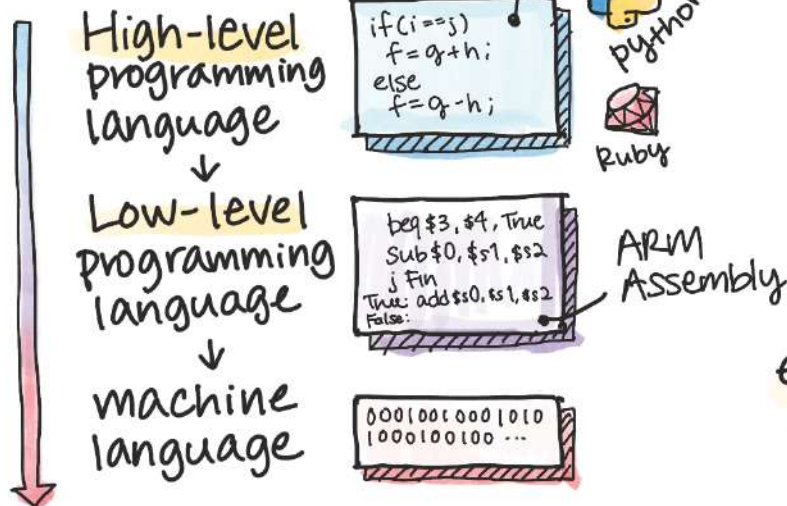 High-level
programming
language
if(i==j)
f=g+h;
else
f=g-h;
python
Ruby
Low-level
programming
language
beq $3, $4, True
Sub $0, $s1, $s2
j Fin
True: add $s0, $s1, $s2
False:
ARM
Assembly
machine
language
0001001000 1010
1000100100 ...